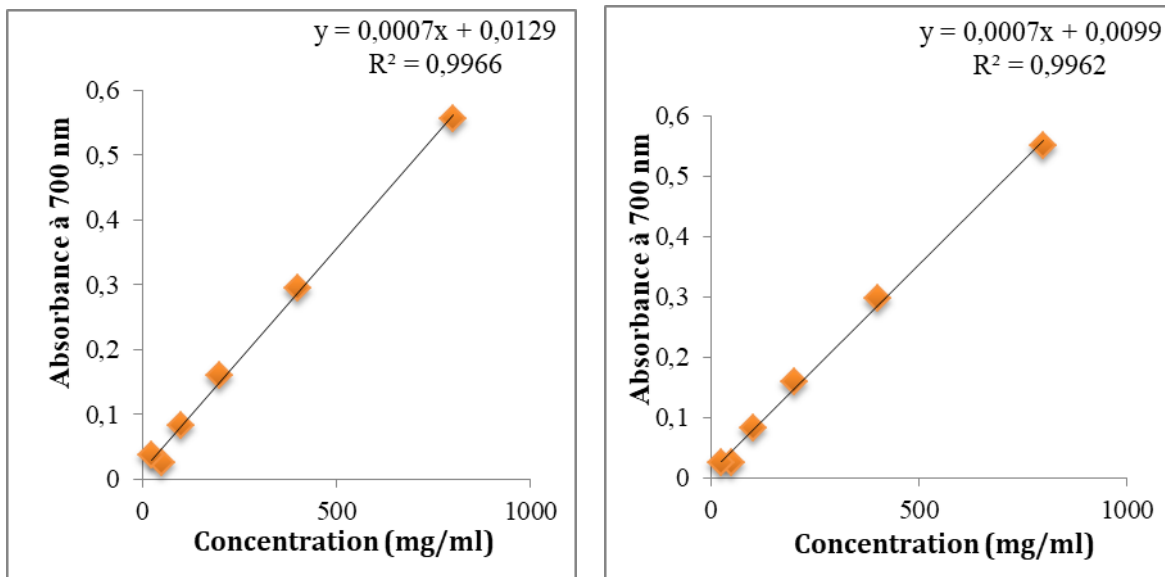 y = 0,0007x + 0,0129
R² = 0,9966
0,6
0,5
0,4
0,3
0,2
0,1
0
Absorbance à 700 nm
0
500
1000
Concentration (mg/ml)
y = 0,0007x + 0,0099
R² = 0,9962
0,6
0,5
0,4
0,3
0,2
0,1
0
Absorbance à 700 nm
0
500
1000
Concentration (mg/ml)